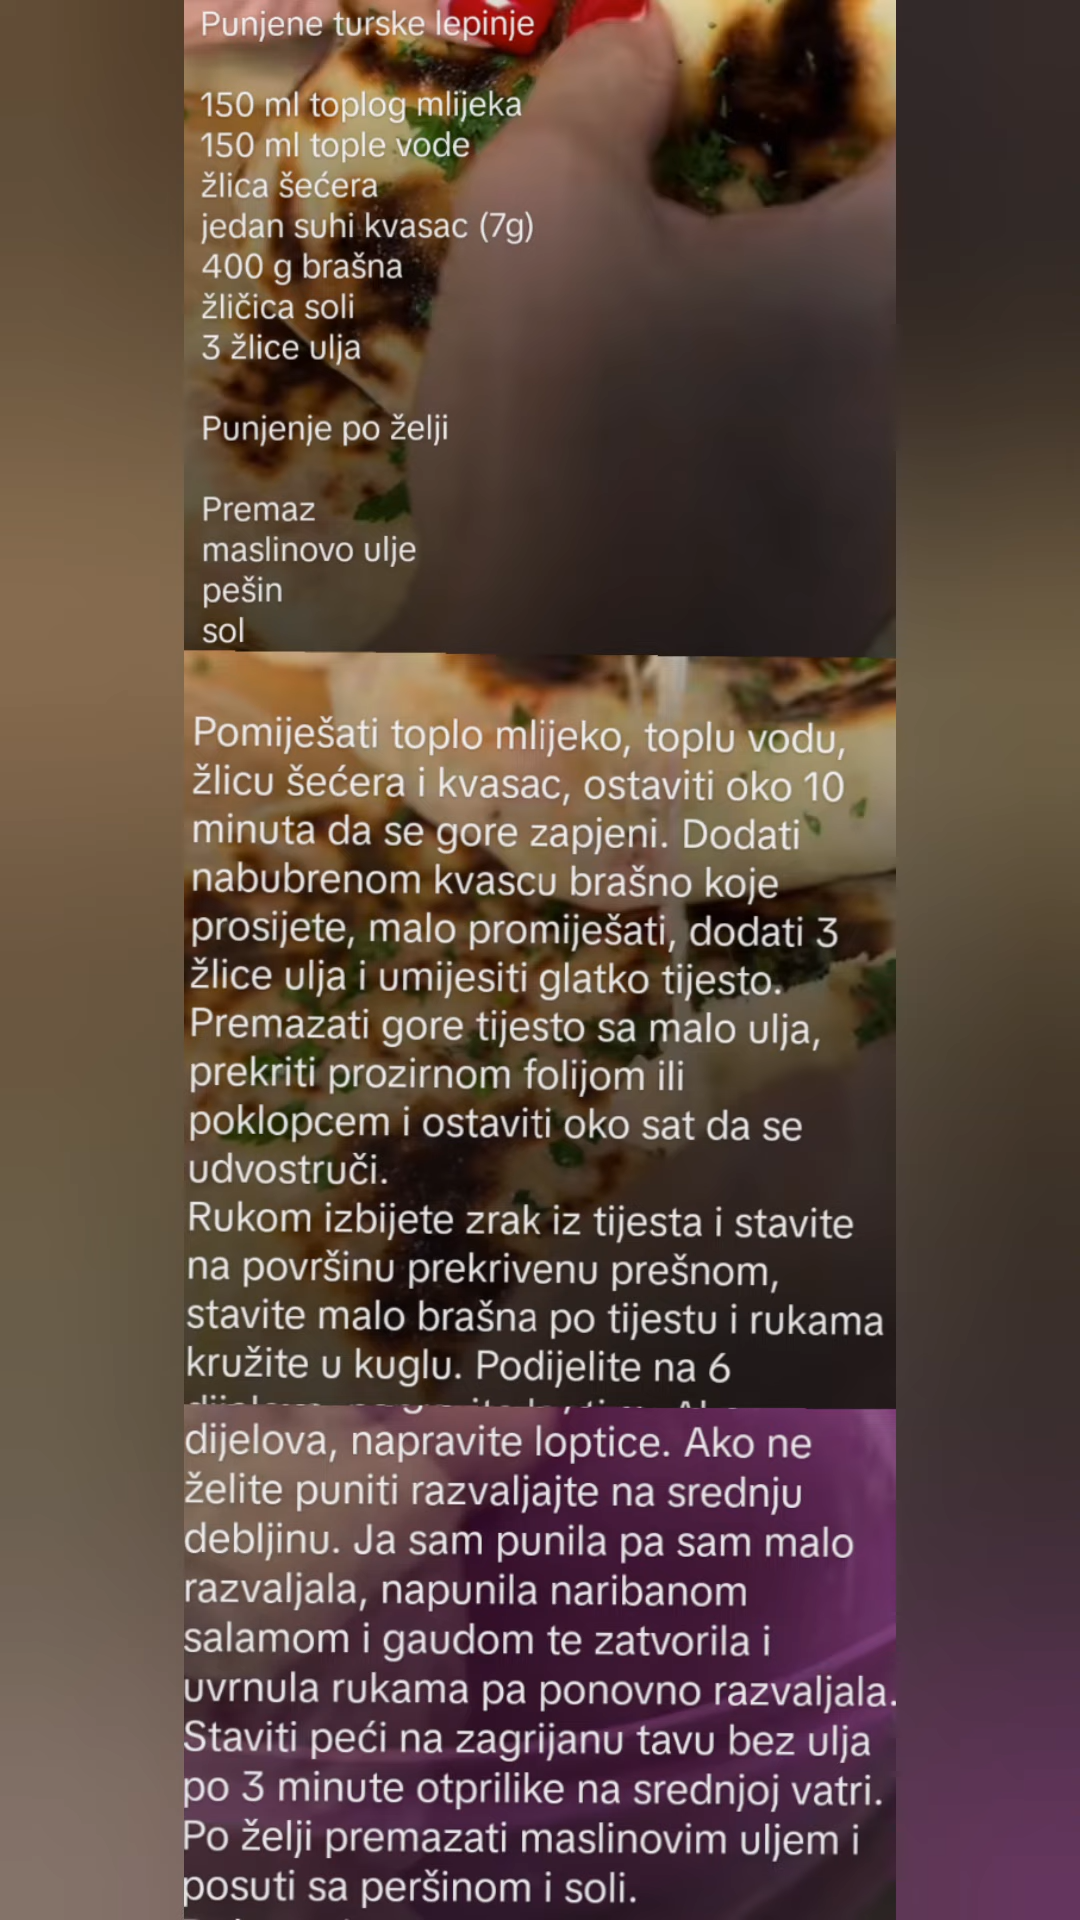 Punjene turske lepinje
150 ml toplog mlijeka
150 ml tople vode
žlica šećera
jedan suhi kvasac (7g)
400 g brašna
žličica soli
3 žlice ulja
Punjenje po želji
Premaz
maslinovo ulje
pešin
sol
Pomiješati toplo mlijeko, toplu vodu,
žlicu šećera i kvasac, ostaviti oko 10
minuta da se gore zapjeni. Dodati
nabubrenom kvascu brašno koje
prosijete, malo promiješati, dodati 3
žlice ulja i umijesiti glatko tijesto.
Premazati gore tijesto sa malo ulja,
prekriti prozirnom folijom ili
poklopcem i ostaviti oko sat da se
udvostruči.
Rukom izbijete zrak iz tijesta i stavite
na površinu prekrivenu prešnom,
stavite malo brašna po tijestu i rukama
kružite u kuglu. Podijelite na 6
dijelova, napravite loptice. Ako ne
želite puniti razvaljajte na srednju
debljinu. Ja sam punila pa sam malo
razvaljala, napunila naribanom
salamom i gaudom te zatvorila i
uvrnula rukama pa ponovno razvaljala.
Staviti peći na zagrijanu tavu bez ulja
po 3 minute otprilike na srednjoj vatri.
Po želji premazati maslinovim uljem i
posuti sa peršinom i soli.